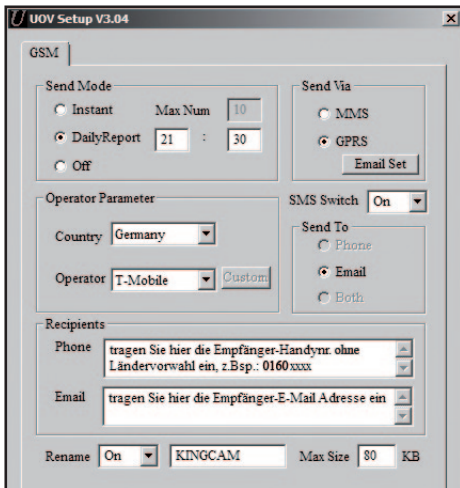 UOV Setup V3.04
GSM
Send Mode
Instant Max Num 10
DailyReport 21 : 30
Off
Send Via
MMS
GPRS
Email Set
Operator Parameter
Country Germany
Operator T-Mobile Custom
SMS Switch On
Send To
Phone
Email
Both
Recipients
Phone tragen Sie hier die Empfänger-Handynr. ohne
Ländervorwahl ein, z.Bsp.: 0160xxxx
Email tragen Sie hier die Empfänger-E-Mail Adresse ein
Rename On KINGCAM Max Size 80 KB